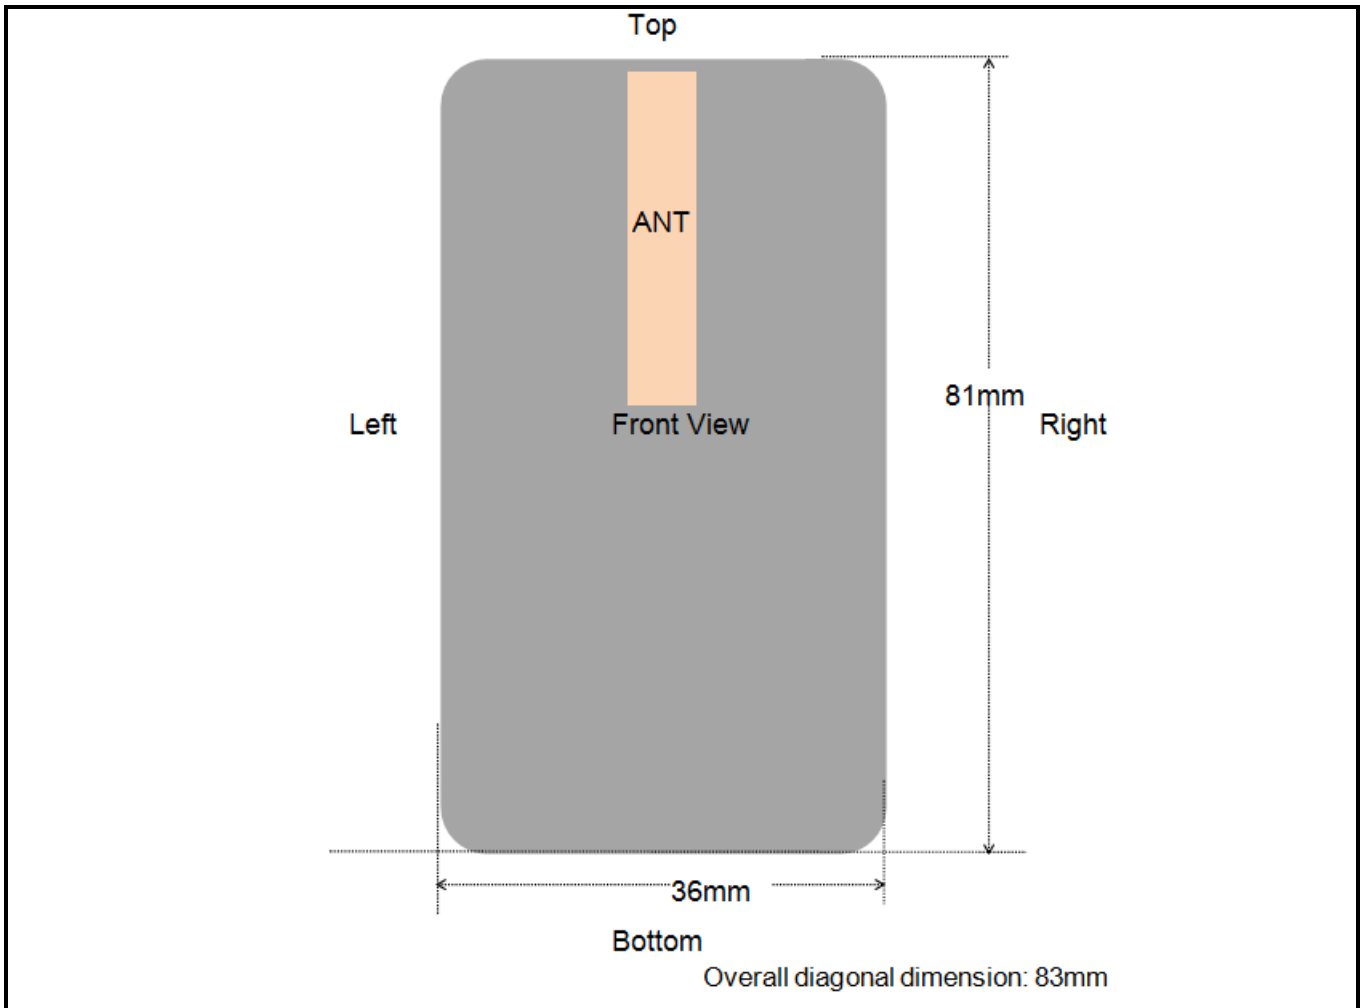 Top
ANT
81mm
Left
Front View
Right
36mm
Bottom
Overall diagonal dimension: 83mm